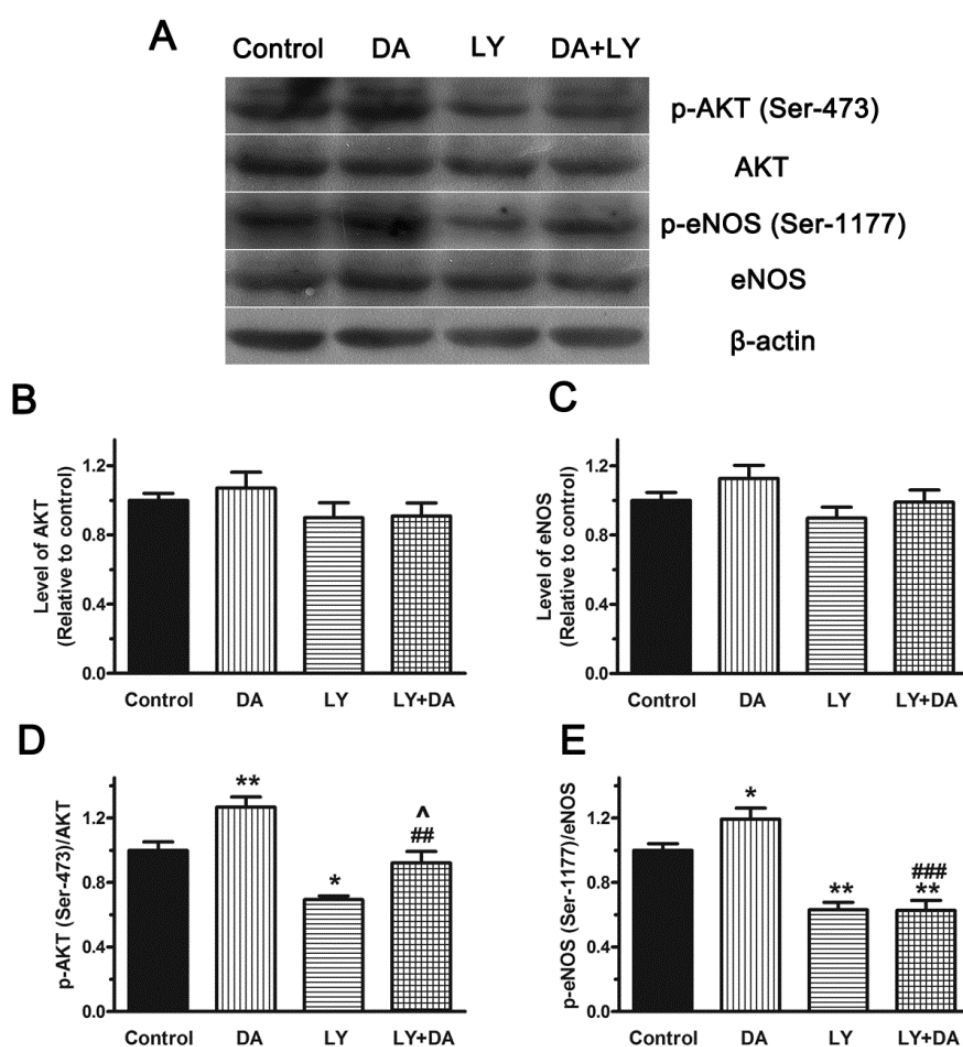 A
Control DA LY DA+LY
p-AKT (Ser-473)
AKT
p-eNOS (Ser-1177)
eNOS
β-actin
B
Level of AKT
(Relative to control)
1.2
0.8
0.4
0.0
Control DA LY LY+DA
C
Level of eNOS
(Relative to control)
1.2
0.8
0.4
0.0
Control DA LY LY+DA
D
p-AKT (Ser-473)/AKT
1.2
0.8
0.4
0.0
**
*
^
##
Control DA LY LY+DA
E
p-eNOS (Ser-1177)/eNOS
1.2
0.8
0.4
0.0
*
**
###
**
Control DA LY LY+DA